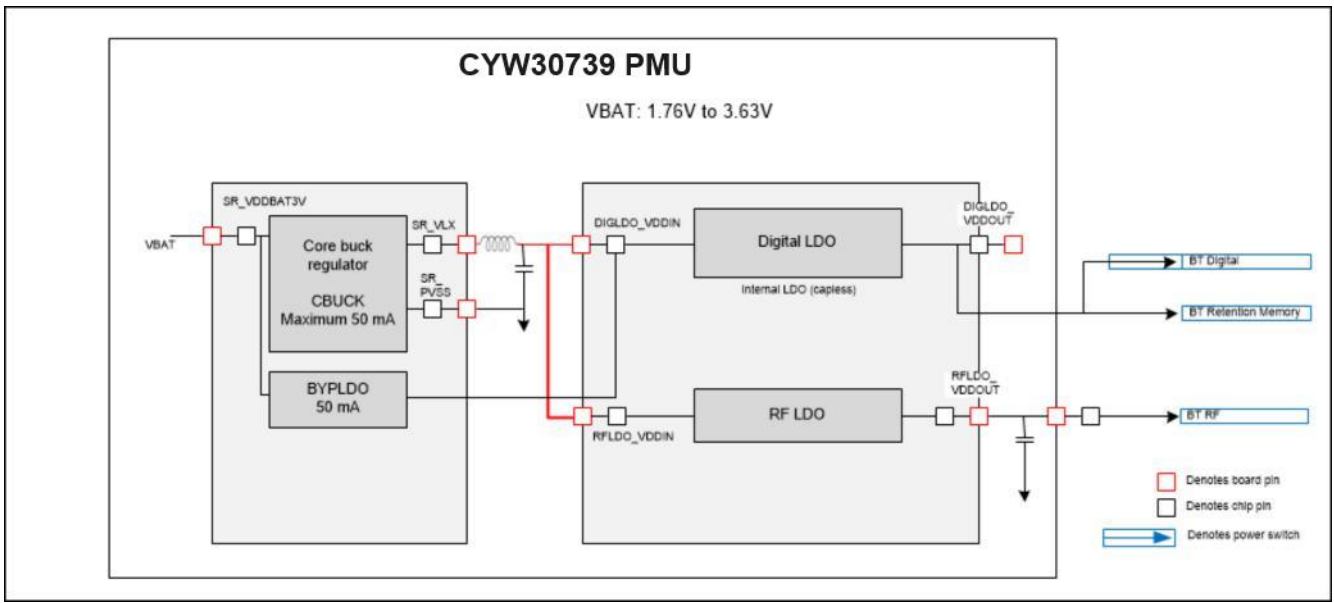 CYW30739 PMU
VBAT: 1.76V to 3.63V
SR_VDDBAT3V
VBAT
Core buck
regulator
CBUCK
Maximum 50 mA
SR_VLX
SR_
PVSS
BYPLDO
50 mA
DIGLDO_VDDIN
Digital LDO
Internal LDO (capless)
DIGLDO_
VDDOUT
BT Digital
BT Retention Memory
RFLDO_VDDIN
RF LDO
RFLDO_
VDDOUT
BT RF
Denotes board pin
Denotes chip pin
Denotes power switch